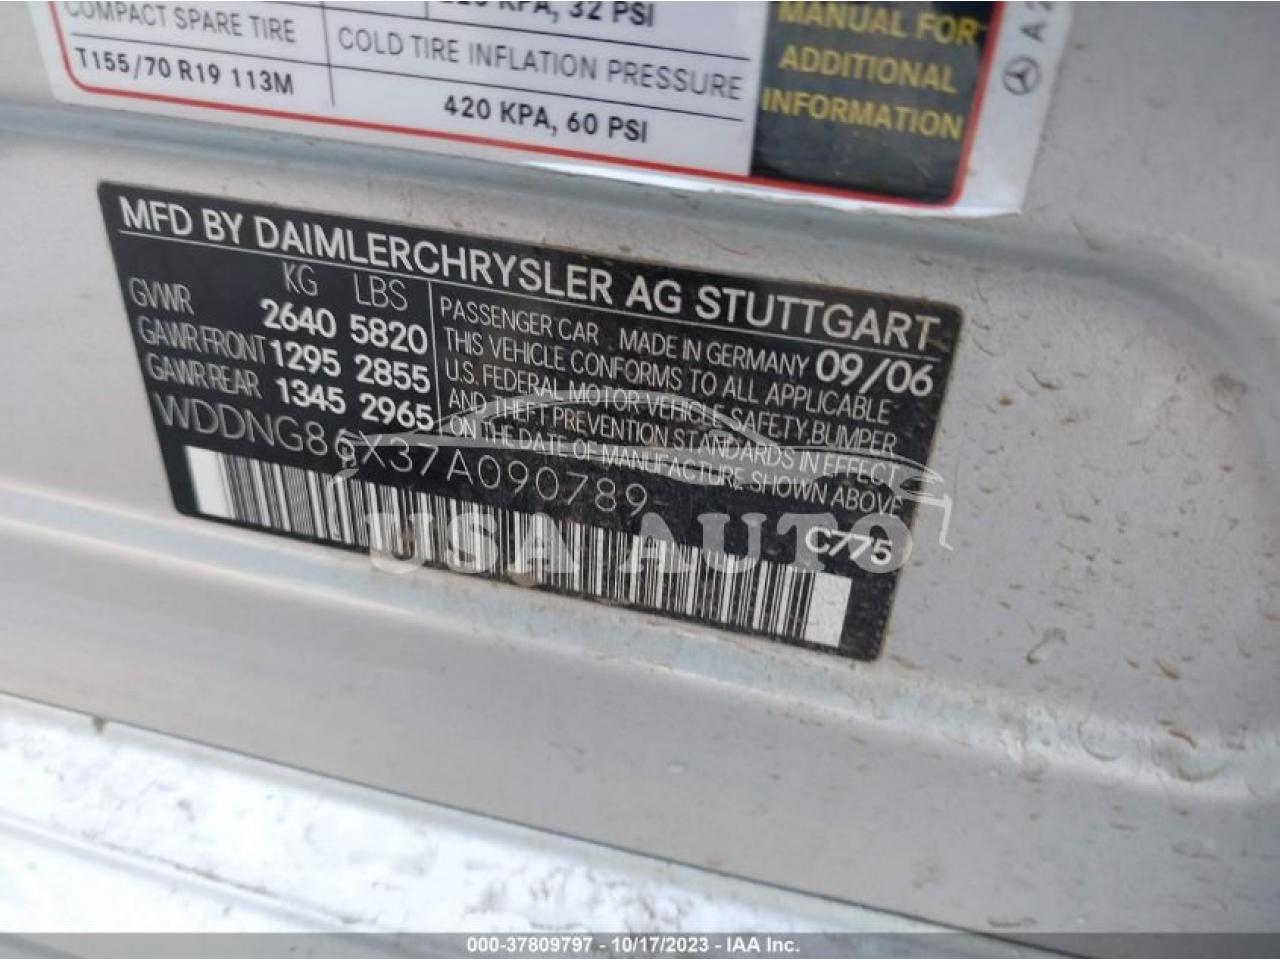 220 KPA, 32 PSI
COMPACT SPARE TIRE
T155/70 R19 113M
COLD TIRE INFLATION PRESSURE
420 KPA, 60 PSI
MANUAL FOR
ADDITIONAL
INFORMATION
A 2
MFD BY DAIMLERCHRYSLER AG STUTTGART
KG LBS
GVWR 2640 5820
GAWR FRONT 1295 2855
GAWR REAR 1345 2965
PASSENGER CAR MADE IN GERMANY 09/06
THIS VEHICLE CONFORMS TO ALL APPLICABLE
U.S. FEDERAL MOTOR VEHICLE SAFETY, BUMPER
AND THEFT PREVENTION STANDARDS IN EFFECT
ON THE DATE OF MANUFACTURE SHOWN ABOVE
WDDNG86X37A090789
C775
USA AUTO
000-37809797 - 10/17/2023 - IAA Inc.